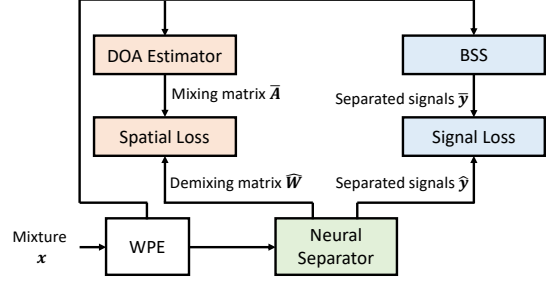 DOA Estimator
BSS
Mixing matrix A̅
Separated signals y̅
Spatial Loss
Signal Loss
Demixing matrix Ŵ
Separated signals ŷ
Mixture
x
WPE
Neural
Separator